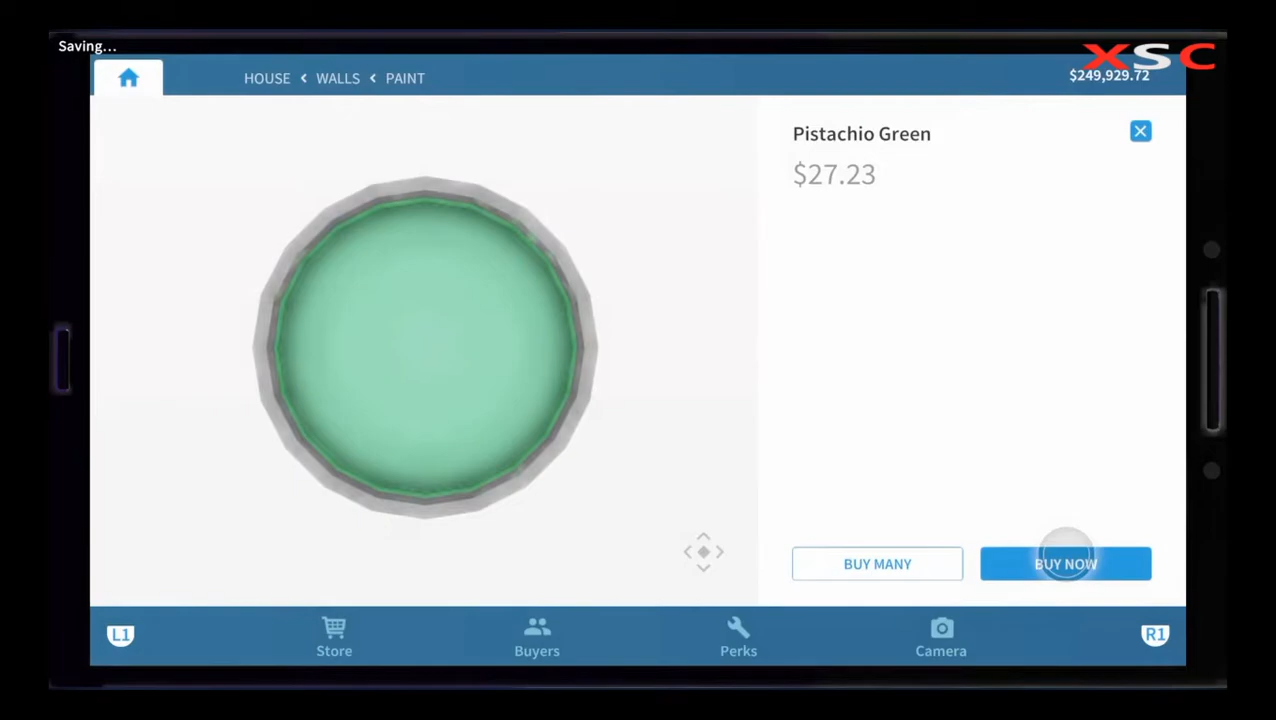 Saving...
XSC
HOUSE < WALLS < PAINT
$249,929.72
Pistachio Green
$27.23
BUY MANY
BUY NOW
L1
Store
Buyers
Perks
Camera
R1